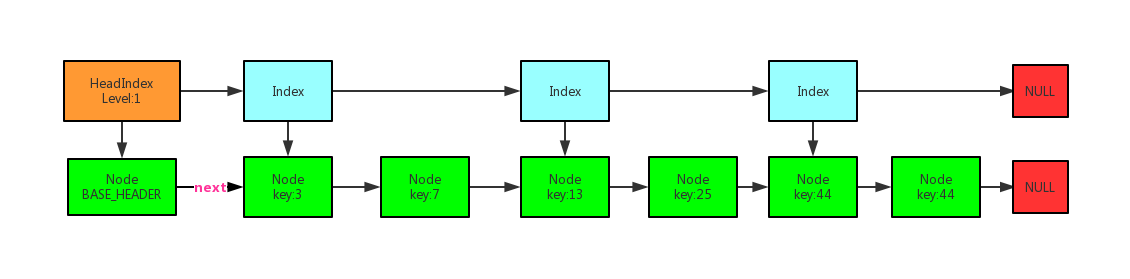 HeadIndex
Level:1
Index
Index
Index
NULL
Node
BASE_HEADER
next
Node
key:3
Node
key:7
Node
key:13
Node
key:25
Node
key:44
Node
key:44
NULL